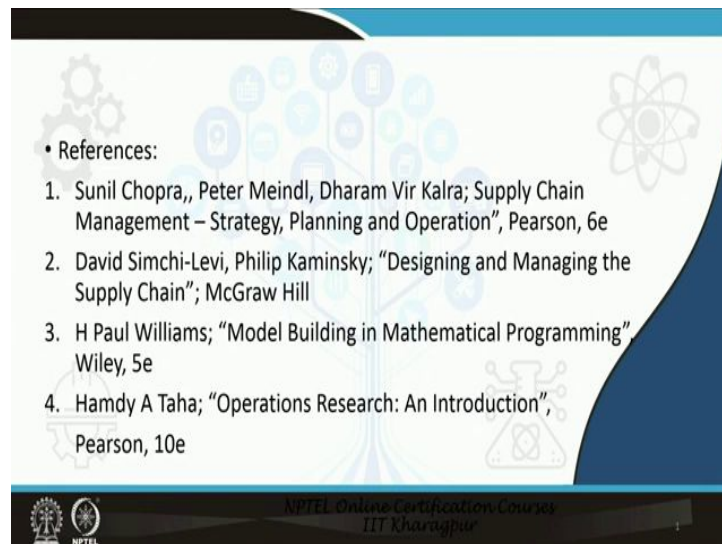 • References:
1. Sunil Chopra,, Peter Meindl, Dharam Vir Kalra; Supply Chain
Management – Strategy, Planning and Operation”, Pearson, 6e
2. David Simchi-Levi, Philip Kaminsky; “Designing and Managing the
Supply Chain”; McGraw Hill
3. H Paul Williams; “Model Building in Mathematical Programming”,
Wiley, 5e
4. Hamdy A Taha; “Operations Research: An Introduction”,
Pearson, 10e
NPTEL Online Certification Courses
IIT Kharagpur
NPTEL
1